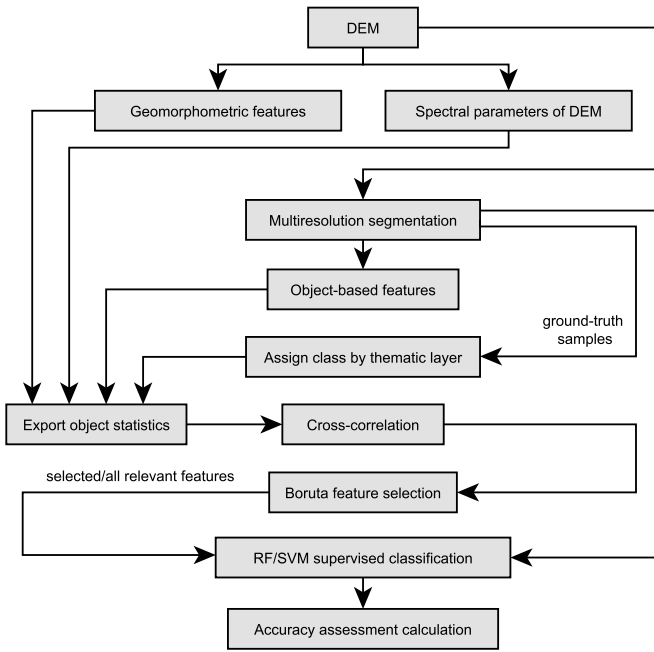 DEM
Geomorphometric features
Spectral parameters of DEM
Multiresolution segmentation
Object-based features
ground-truth
samples
Assign class by thematic layer
Export object statistics
Cross-correlation
selected/all relevant features
Boruta feature selection
RF/SVM supervised classification
Accuracy assessment calculation